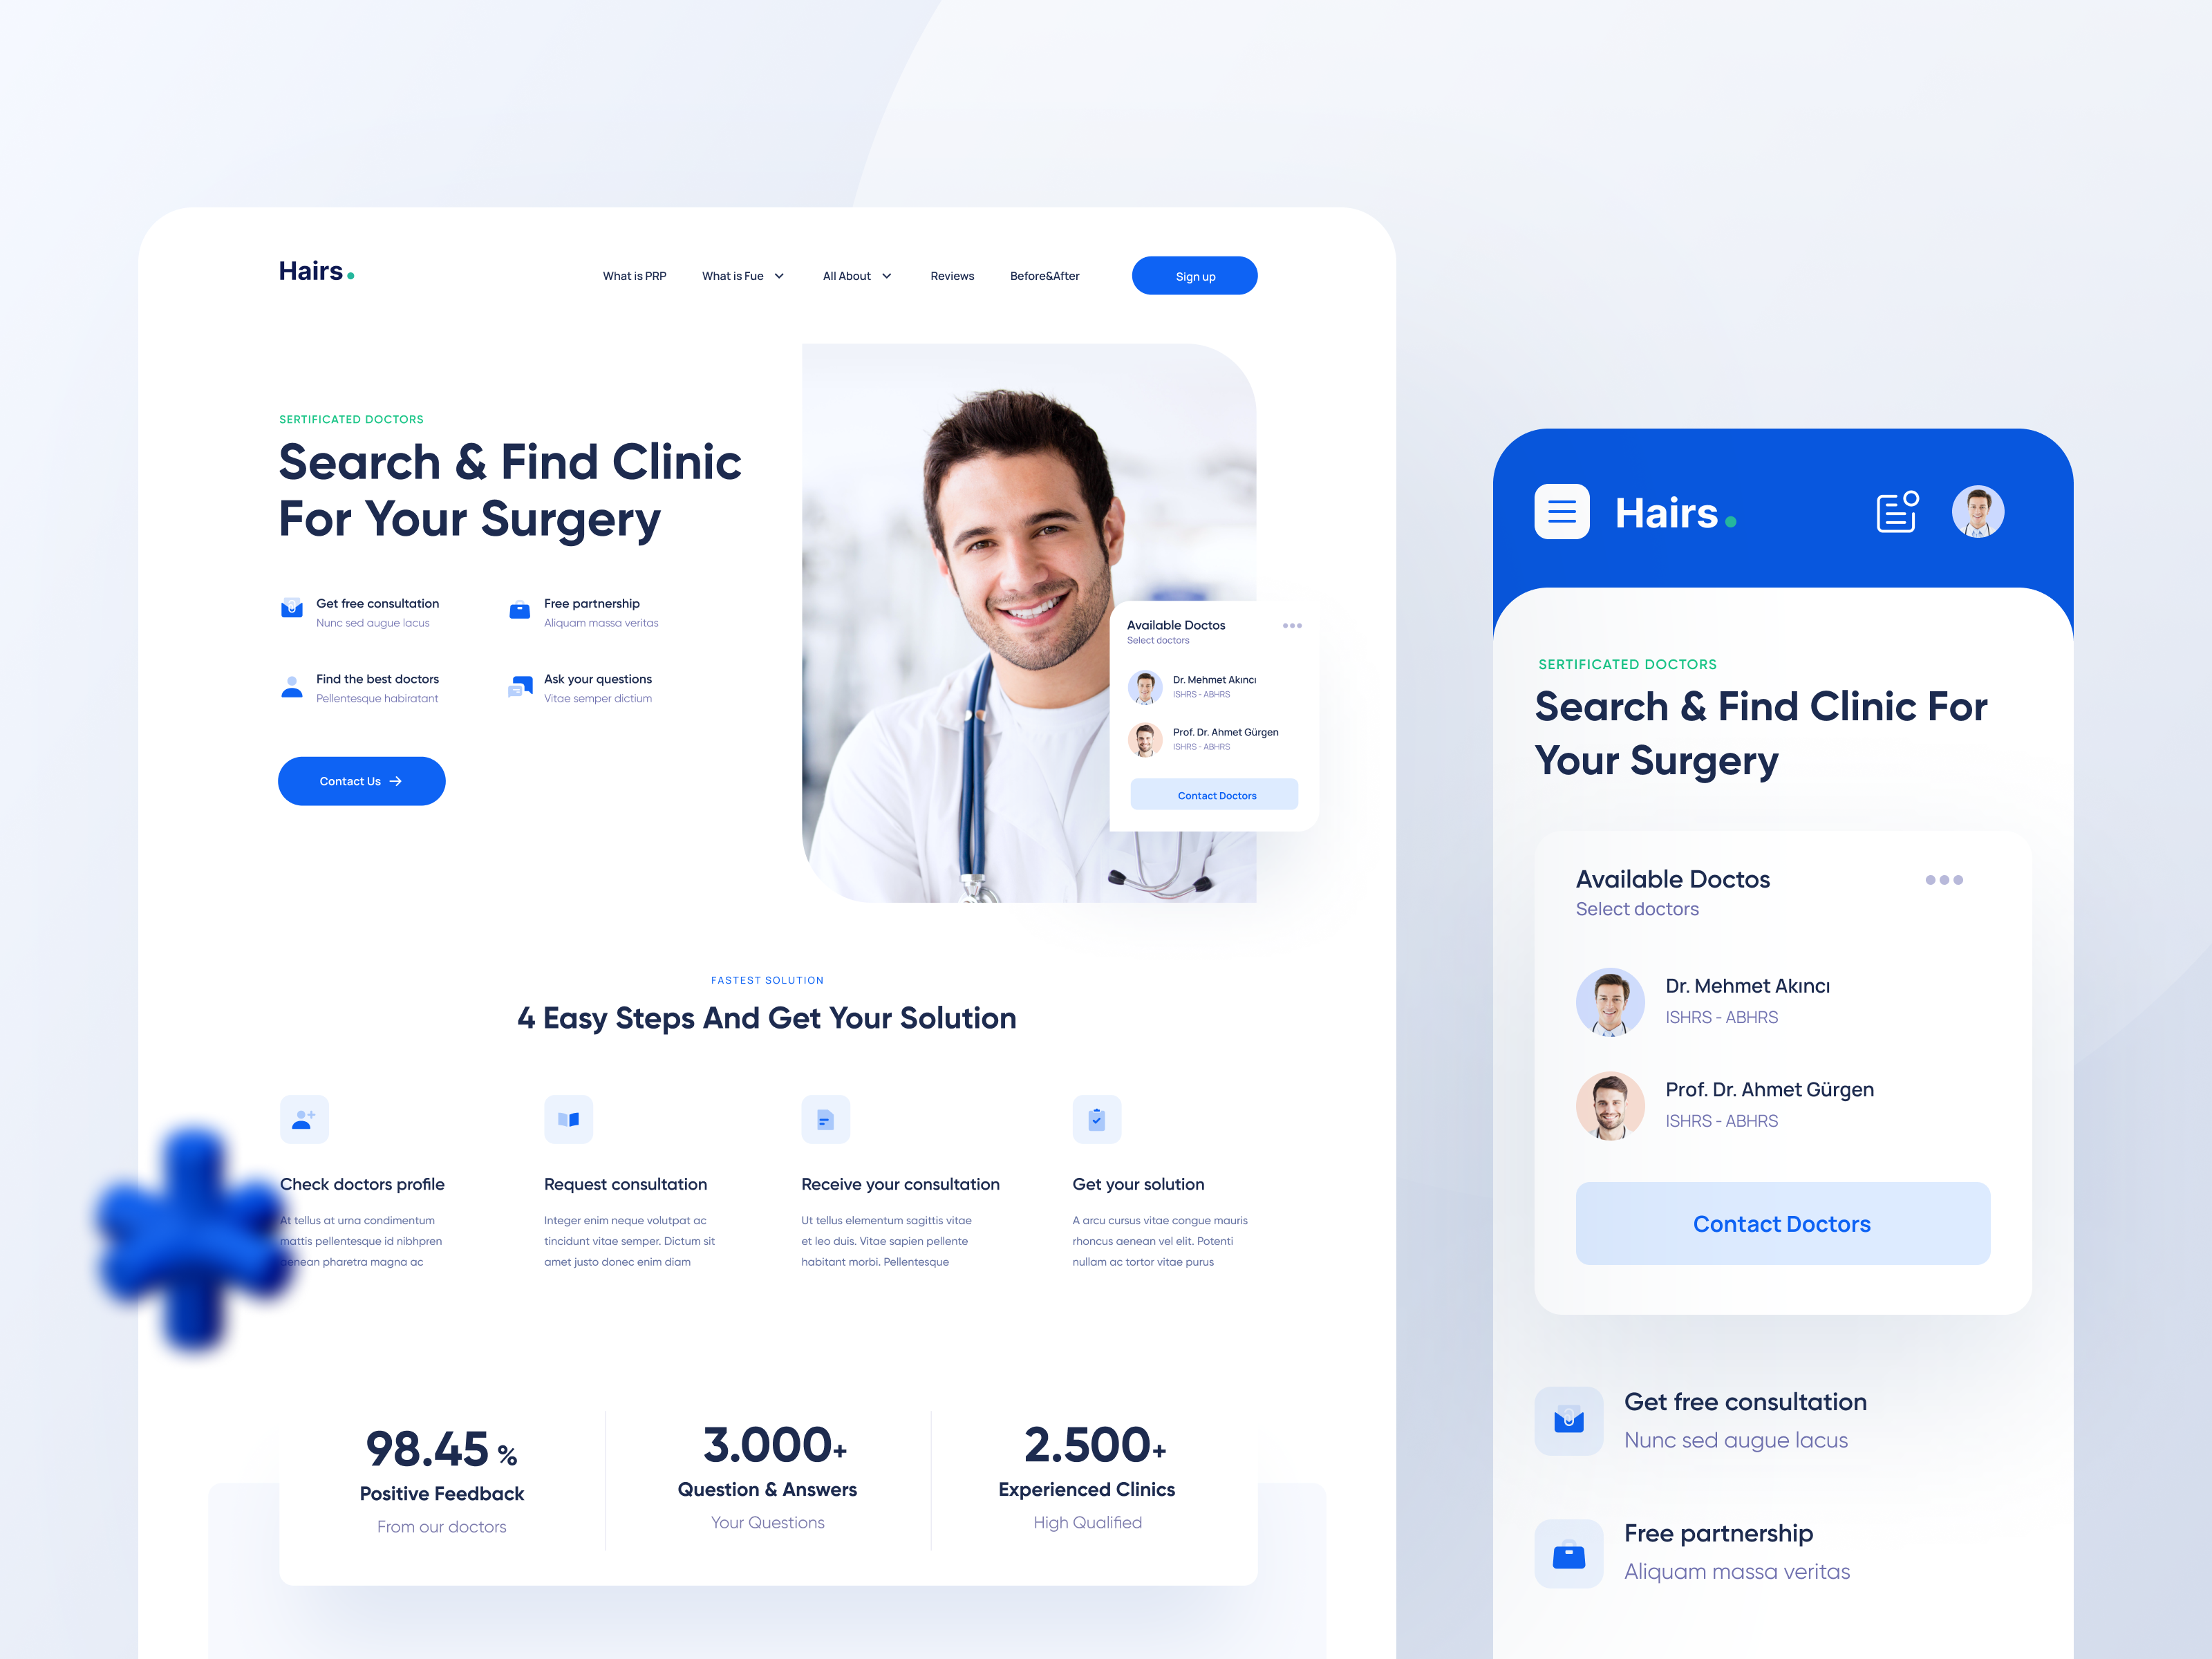 Hairs.
What is PRP
What is Fue
All About
Reviews
Before&After
Sign up
SERTIFICATED DOCTORS
Search & Find Clinic
For Your Surgery
Get free consultation
Nunc sed augue lacus
Free partnership
Aliquam massa veritas
Find the best doctors
Pellentesque habiratant
Ask your questions
Vitae semper dictium
Contact Us
Available Doctos
Select doctors
Dr. Mehmet Akıncı
ISHRS - ABHRS
Prof. Dr. Ahmet Gürgen
ISHRS - ABHRS
Contact Doctors
FASTEST SOLUTION
4 Easy Steps And Get Your Solution
Check doctors profile
At tellus at urna condimentum
mattis pellentesque id nibhpren
aenean pharetra magna ac
Request consultation
Integer enim neque volutpat ac
tincidunt vitae semper. Dictum sit
amet justo donec enim diam
Receive your consultation
Ut tellus elementum sagittis vitae
et leo duis. Vitae sapien pellente
habitant morbi. Pellentesque
Get your solution
A arcu cursus vitae congue mauris
rhoncus aenean vel elit. Potenti
nullam ac tortor vitae purus
98.45 %
Positive Feedback
From our doctors
3.000+
Question & Answers
Your Questions
2.500+
Experienced Clinics
High Qualified
Hairs.
SERTIFICATED DOCTORS
Search & Find Clinic For
Your Surgery
Available Doctos
Select doctors
Dr. Mehmet Akıncı
ISHRS - ABHRS
Prof. Dr. Ahmet Gürgen
ISHRS - ABHRS
Contact Doctors
Get free consultation
Nunc sed augue lacus
Free partnership
Aliquam massa veritas